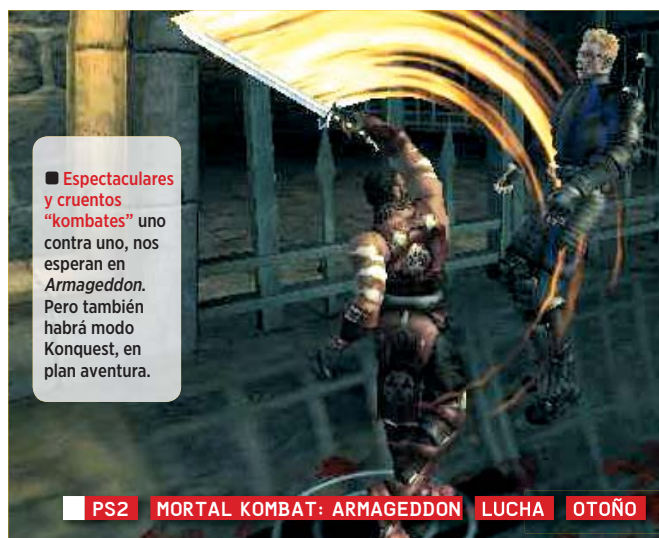 ■ Espectaculares
y cruentos
“kombates” uno
contra uno, nos
esperan en
Armageddon.
Pero también
habrá modo
Konquest, en
plan aventura.
PS2 MORTAL KOMBAT: ARMAGEDDON LUCHA OTOÑO